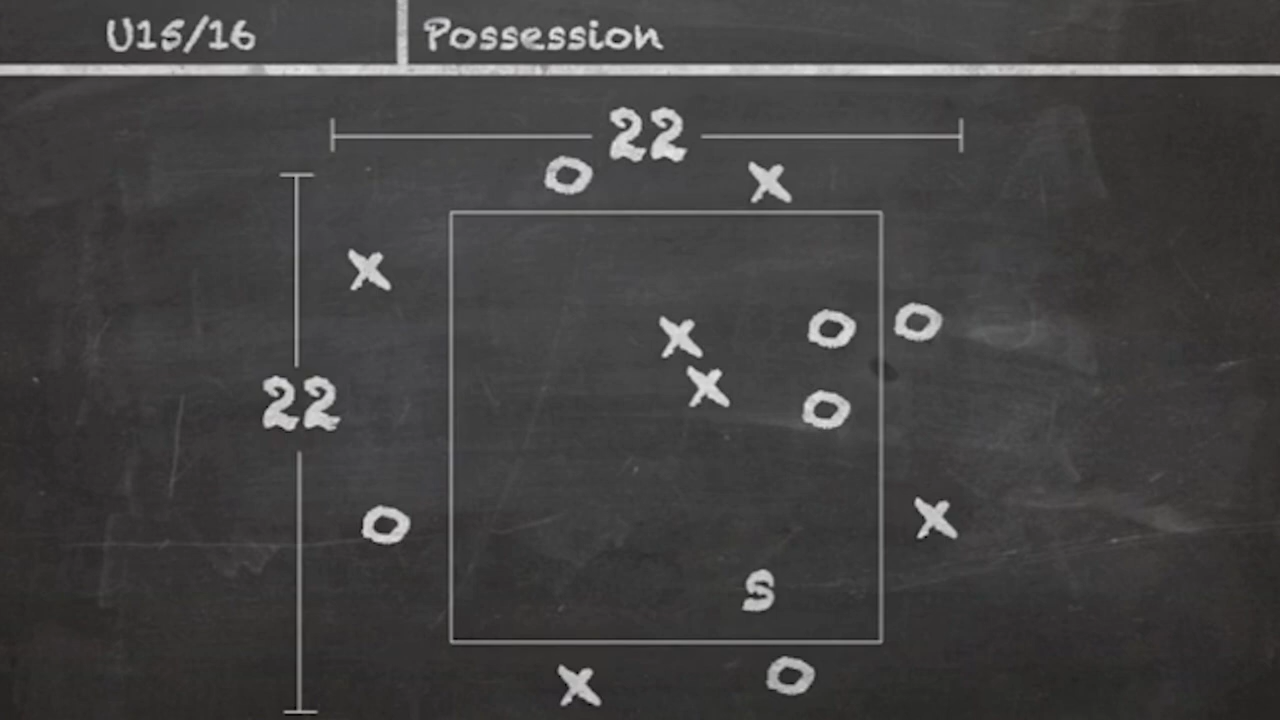 U15/16 Possession
22
O X
X
X O O
X O
22
O X
S
X O